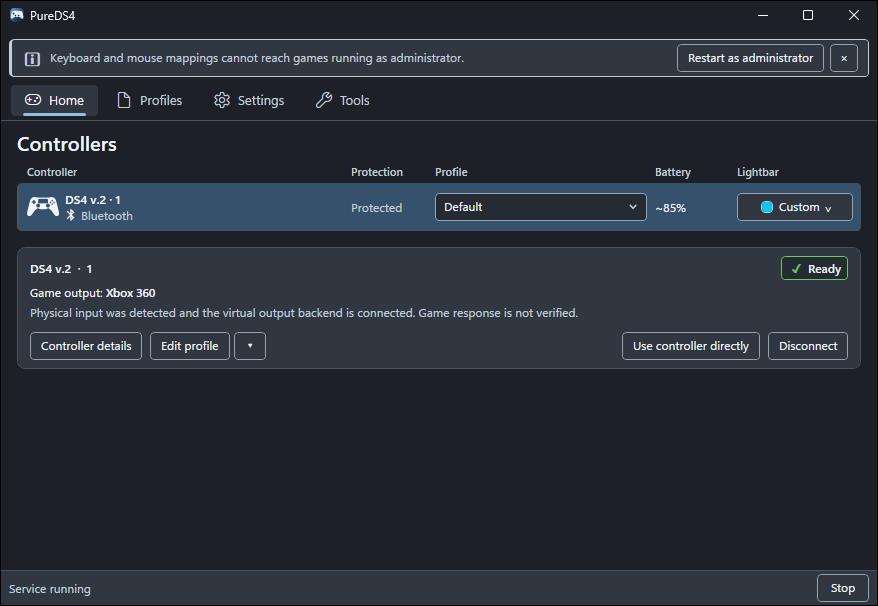 PureDS4
Keyboard and mouse mappings cannot reach games running as administrator.
Restart as administrator
×
Home
Profiles
Settings
Tools
Controllers
Controller
Protection
Profile
Battery
Lightbar
DS4 v.2 · 1
Bluetooth
Protected
Default
~85%
Custom
DS4 v.2 · 1
✓ Ready
Game output: Xbox 360
Physical input was detected and the virtual output backend is connected. Game response is not verified.
Controller details
Edit profile
Use controller directly
Disconnect
Service running
Stop